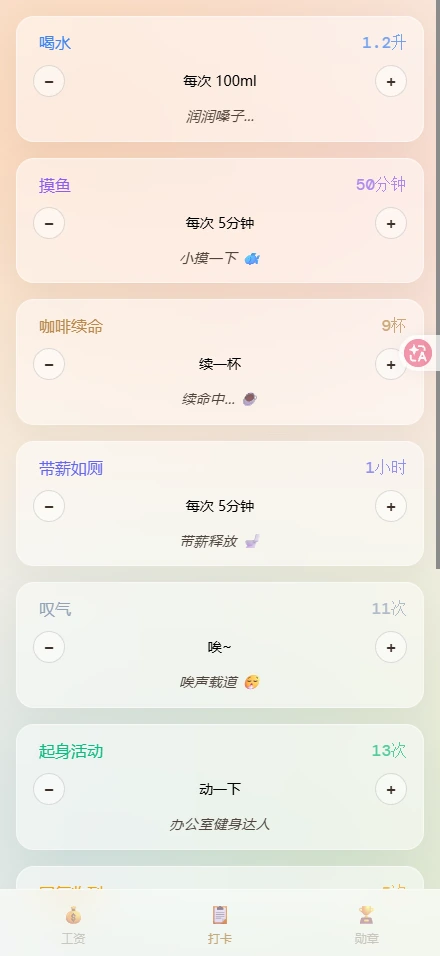 喝水 1.2升
− 每次 100ml +
润润嗓子...
摸鱼 50分钟
− 每次 5分钟 +
小摸一下 🐟
咖啡续命 9杯
− 续一杯 +
续命中... ☕
带薪如厕 1小时
− 每次 5分钟 +
带薪释放 🚽
叹气 11次
− 唉~ +
唉声载道 😮‍💨
起身活动 13次
− 动一下 +
办公室健身达人
工资 打卡 勋章